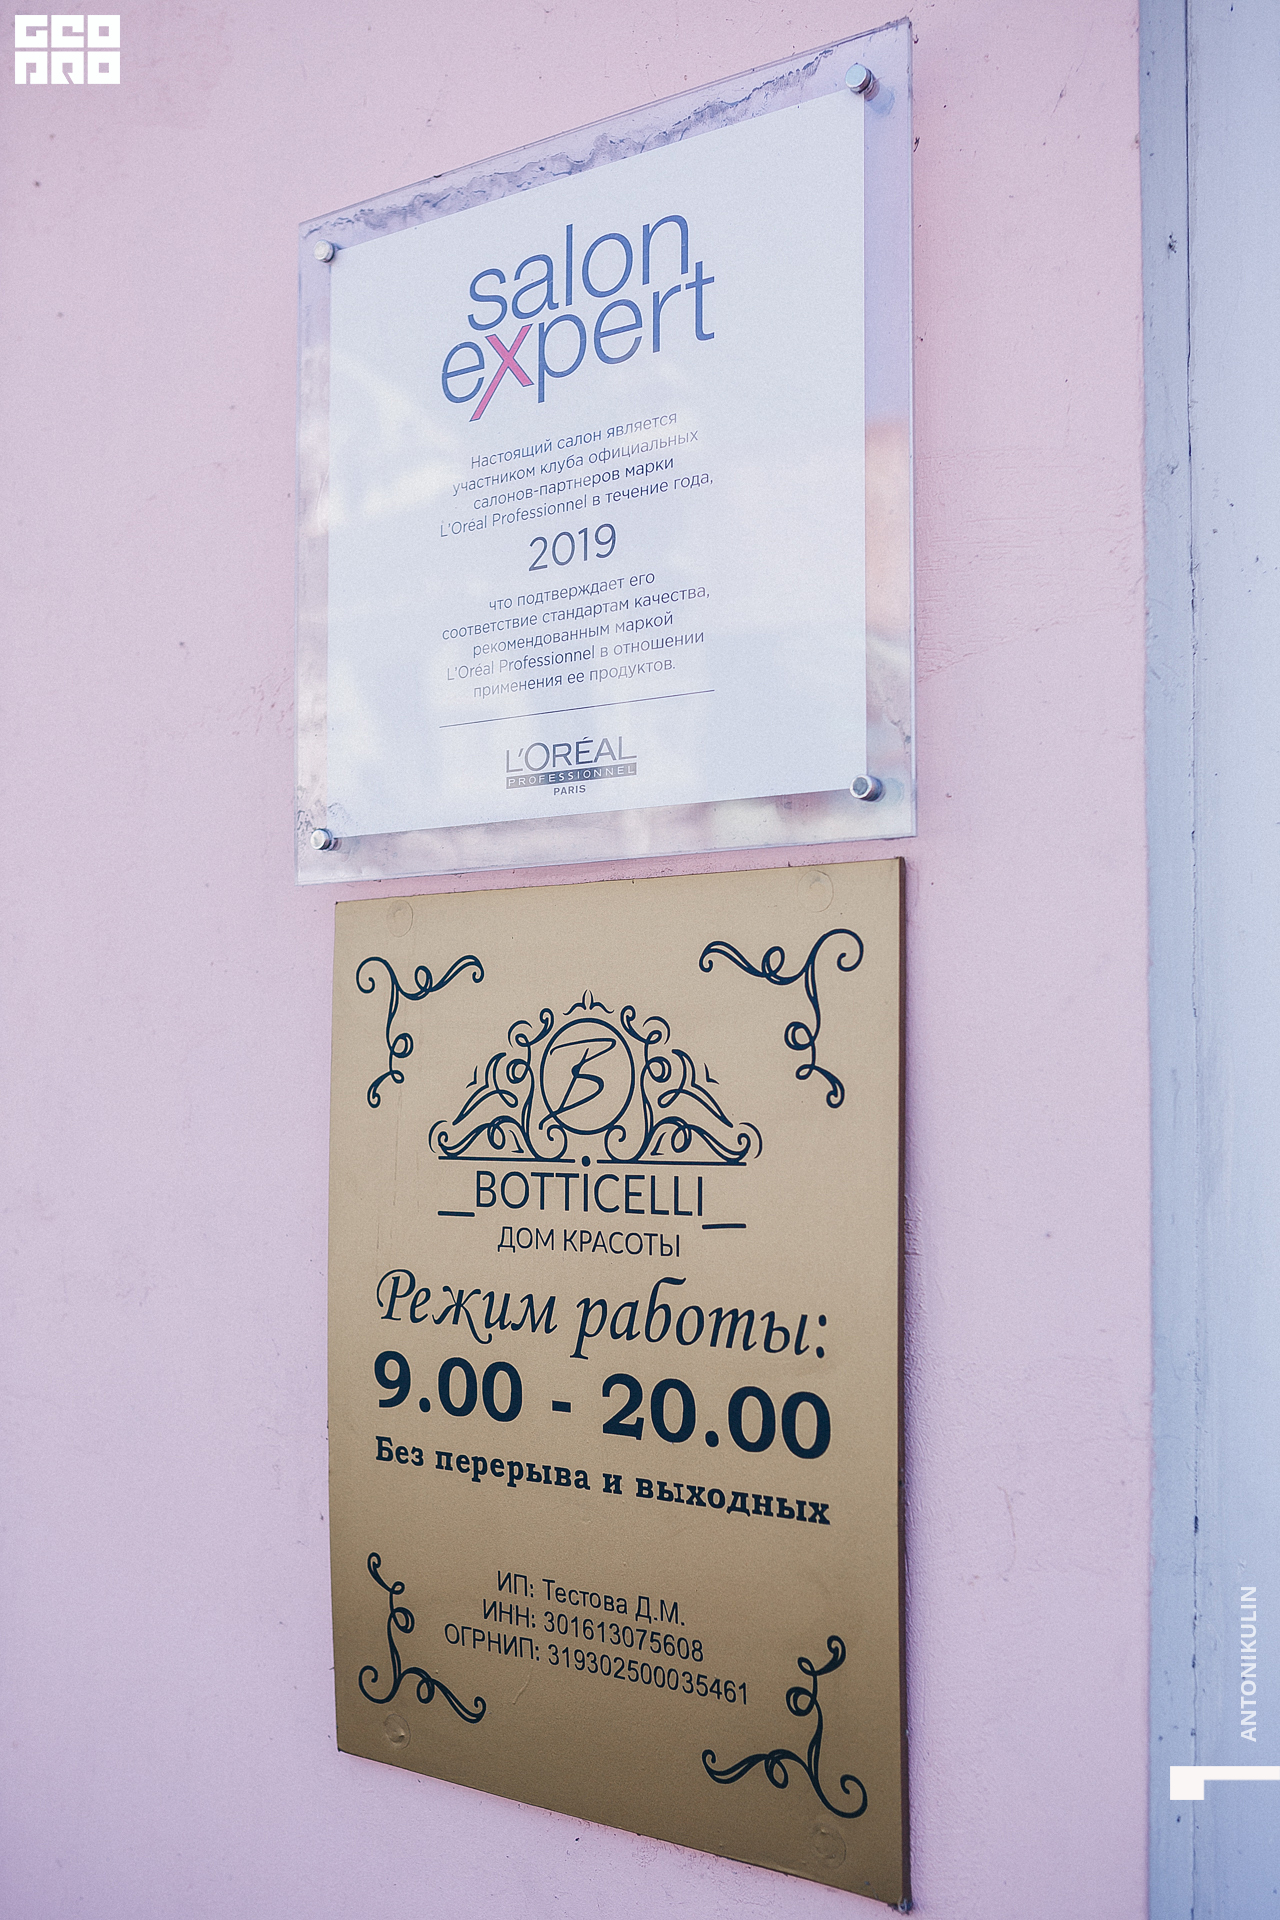 GEO
PRO
salon
expert
Настоящий салон является
участником клуба официальных
салонов-партнеров марки
L'Oréal Professionnel в течение года,
2019
что подтверждает его
соответствие стандартам качества,
рекомендованным маркой
L'Oréal Professionnel в отношении
применения ее продуктов.
L'ORÉAL
PROFESSIONNEL
PARIS
B
_BOTTICELLI_
ДОМ КРАСОТЫ
Режим работы:
9.00 - 20.00
Без перерыва и выходных
ИП: Тестова Д.М.
ИНН: 301613075608
ОГРНИП: 319302500035461
ANTONIKULIN